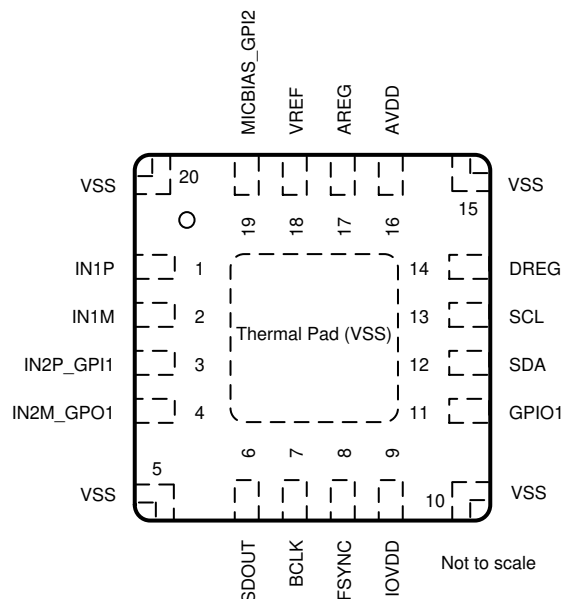 MICBIAS_GPI2
VREF
AREG
AVDD
VSS
20
19
18
17
16
15
VSS
IN1P
1
14
DREG
IN1M
2
13
SCL
Thermal Pad (VSS)
IN2P_GPI1
3
12
SDA
IN2M_GPO1
4
11
GPIO1
VSS
5
6
7
8
9
10
VSS
SDOUT
BCLK
FSYNC
IOVDD
Not to scale